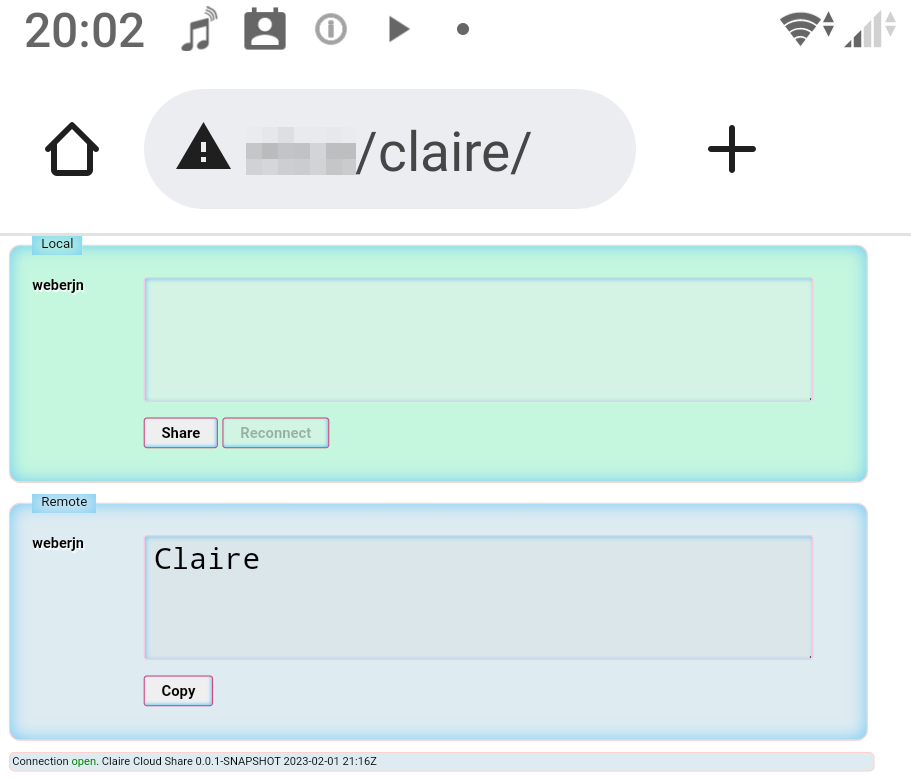 20:02
/claire/
Local
weberjn
Share Reconnect
Remote
weberjn
Claire
Copy
Connection open. Claire Cloud Share 0.0.1-SNAPSHOT 2023-02-01 21:16Z